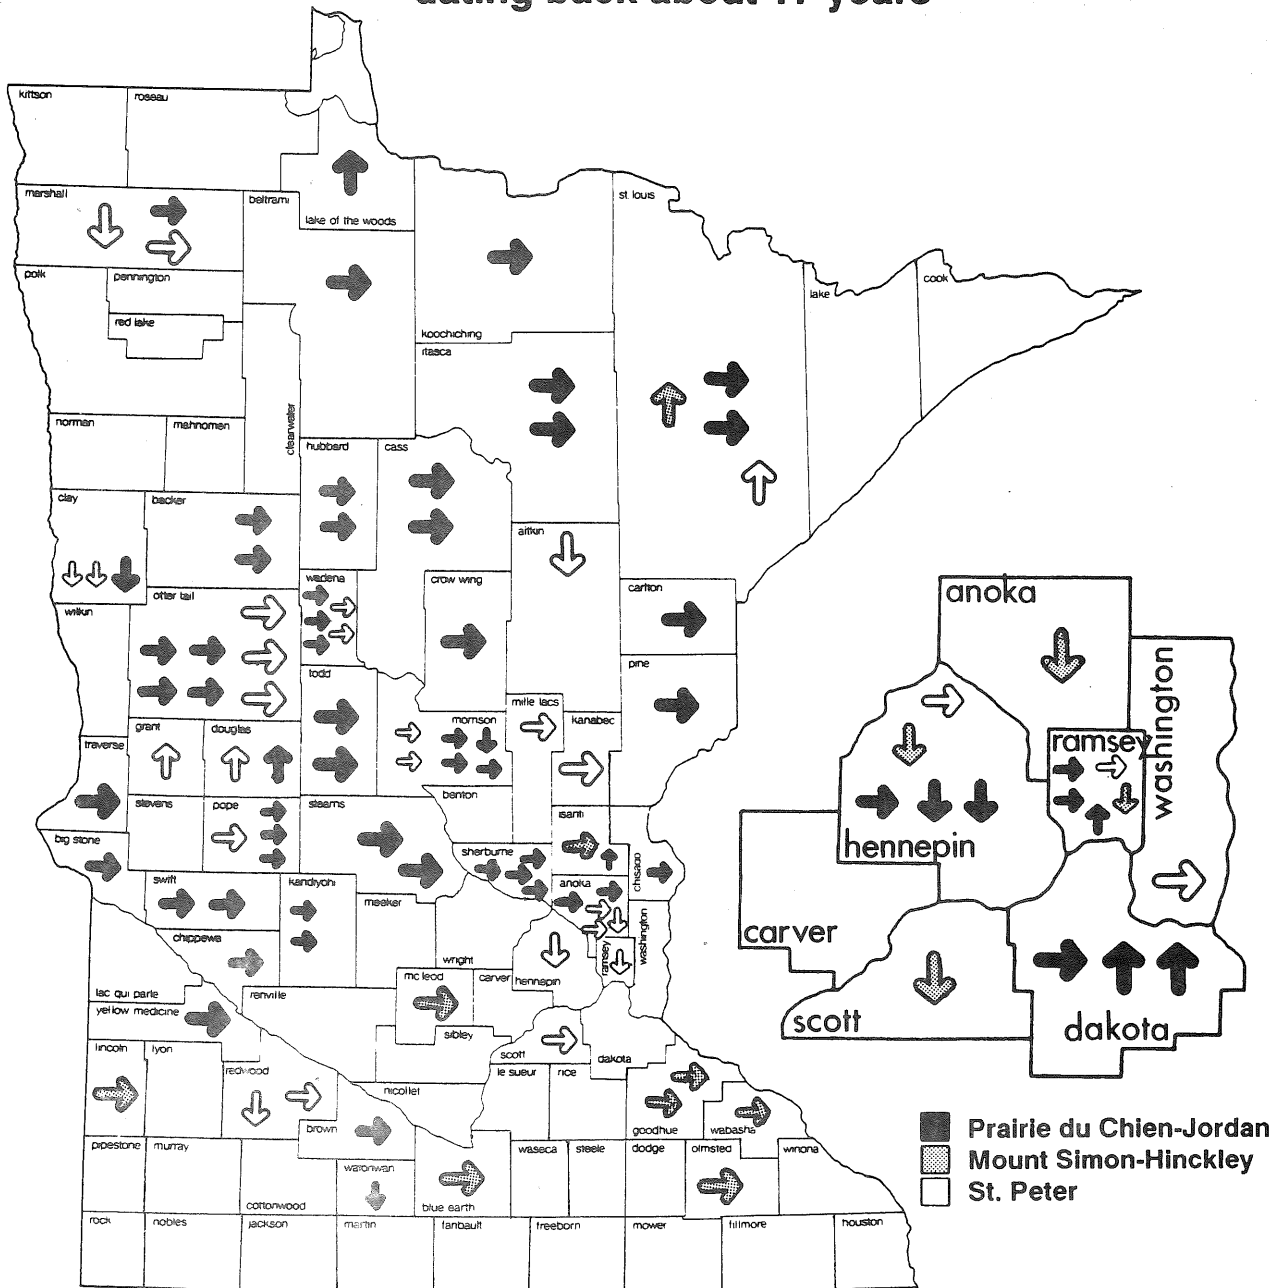 dating back about 17 years
kittson
roseau
marshall
beltrami
lake of the woods
st. louis
polk
pennington
red lake
koochiching
itasca
lake
cook
norman
mahnomen
clearwater
hubbard
cass
clay
becker
aitkin
wilkin
otter tail
wadena
crow wing
carlton
todd
pine
mille lacs
kanabec
morrison
traverse
grant
douglas
stevens
pope
stearns
benton
isanti
big stone
sherburne
chisago
swift
kandiyohi
anoka
meeker
chippewa
wright
ramsey
washington
lac qui parle
renville
mc leod
carver
hennepin
yellow medicine
sibley
scott
dakota
lincoln
lyon
redwood
nicollet
le sueur
rice
brown
goodhue
wabasha
pipestone
murray
cottonwood
watonwan
blue earth
waseca
steele
dodge
olmsted
winona
rock
nobles
jackson
martin
faribault
freeborn
mower
fillmore
houston
anoka
washington
ramsey
hennepin
carver
scott
dakota
Prairie du Chien-Jordan
Mount Simon-Hinckley
St. Peter